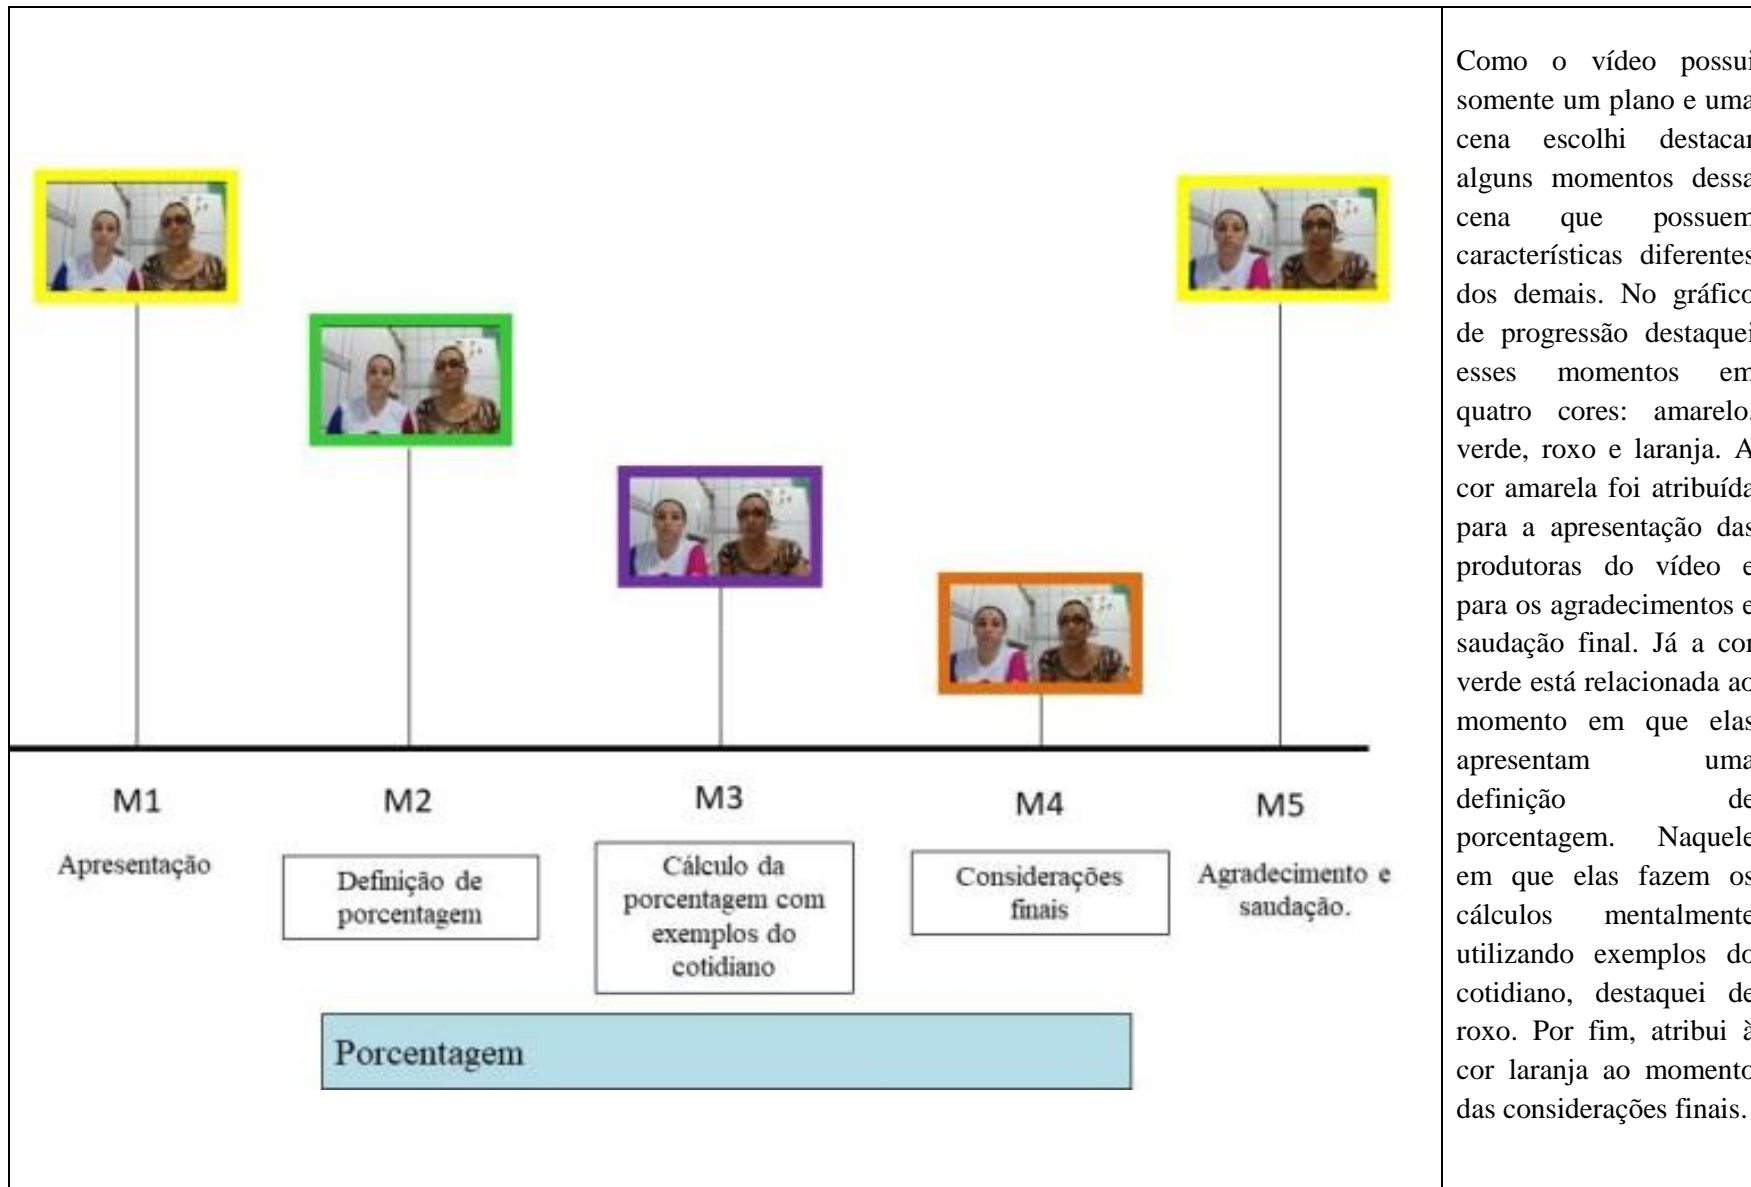 M1
Apresentação
M2
Definição de
porcentagem
M3
Cálculo da
porcentagem com
exemplos do
cotidiano
M4
Considerações
finais
M5
Agradecimento e
saudação.
Porcentagem
Como o vídeo possui
somente um plano e uma
cena escolhi destacar
alguns momentos dessa
cena que possuem
características diferentes
dos demais. No gráfico
de progressão destaquei
esses momentos em
quatro cores: amarelo,
verde, roxo e laranja. A
cor amarela foi atribuída
para a apresentação das
produtoras do vídeo e
para os agradecimentos e
saudação final. Já a cor
verde está relacionada ao
momento em que elas
apresentam uma
definição de
porcentagem. Naquele
em que elas fazem os
cálculos mentalmente
utilizando exemplos do
cotidiano, destaquei de
roxo. Por fim, atribui à
cor laranja ao momento
das considerações finais.